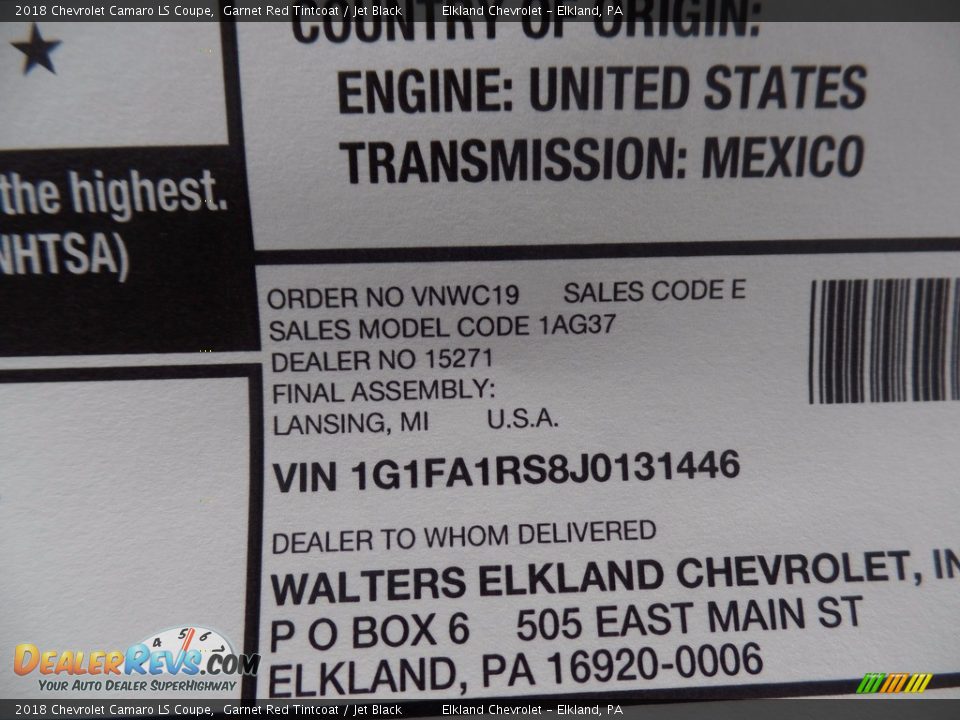 2018 Chevrolet Camaro LS Coupe, Garnet Red Tintcoat / Jet Black Elkland Chevrolet – Elkland, PA
COUNTRY OF ORIGIN:
ENGINE: UNITED STATES
TRANSMISSION: MEXICO
the highest.
NHTSA)
ORDER NO VNWC19 SALES CODE E
SALES MODEL CODE 1AG37
DEALER NO 15271
FINAL ASSEMBLY:
LANSING, MI U.S.A.
VIN 1G1FA1RS8J0131446
DEALER TO WHOM DELIVERED
WALTERS ELKLAND CHEVROLET, IN
P O BOX 6 505 EAST MAIN ST
ELKLAND, PA 16920-0006
4 5 6 7
DEALERREVS.COM
YOUR AUTO DEALER SUPERHIGHWAY
2018 Chevrolet Camaro LS Coupe, Garnet Red Tintcoat / Jet Black Elkland Chevrolet – Elkland, PA